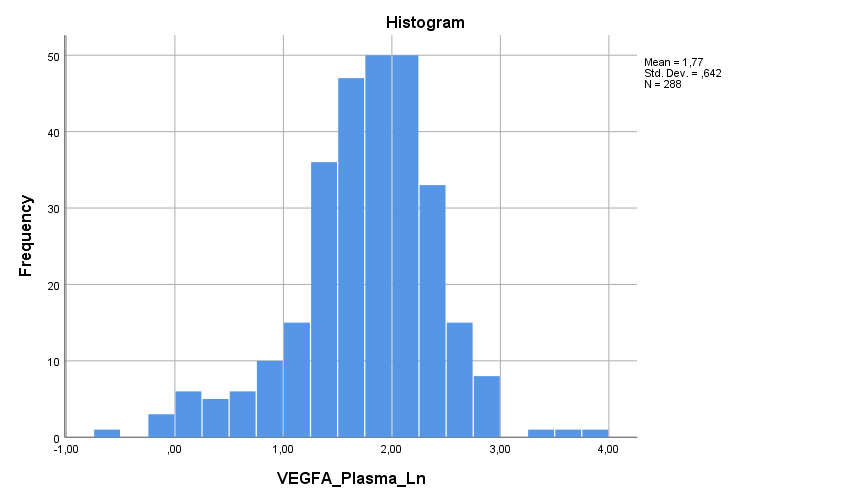 Histogram
Mean = 1,77
Std. Dev. = ,642
N = 288
50
40
30
20
10
0
Frequency
-1,00 ,00 1,00 2,00 3,00 4,00
VEGFA_Plasma_Ln